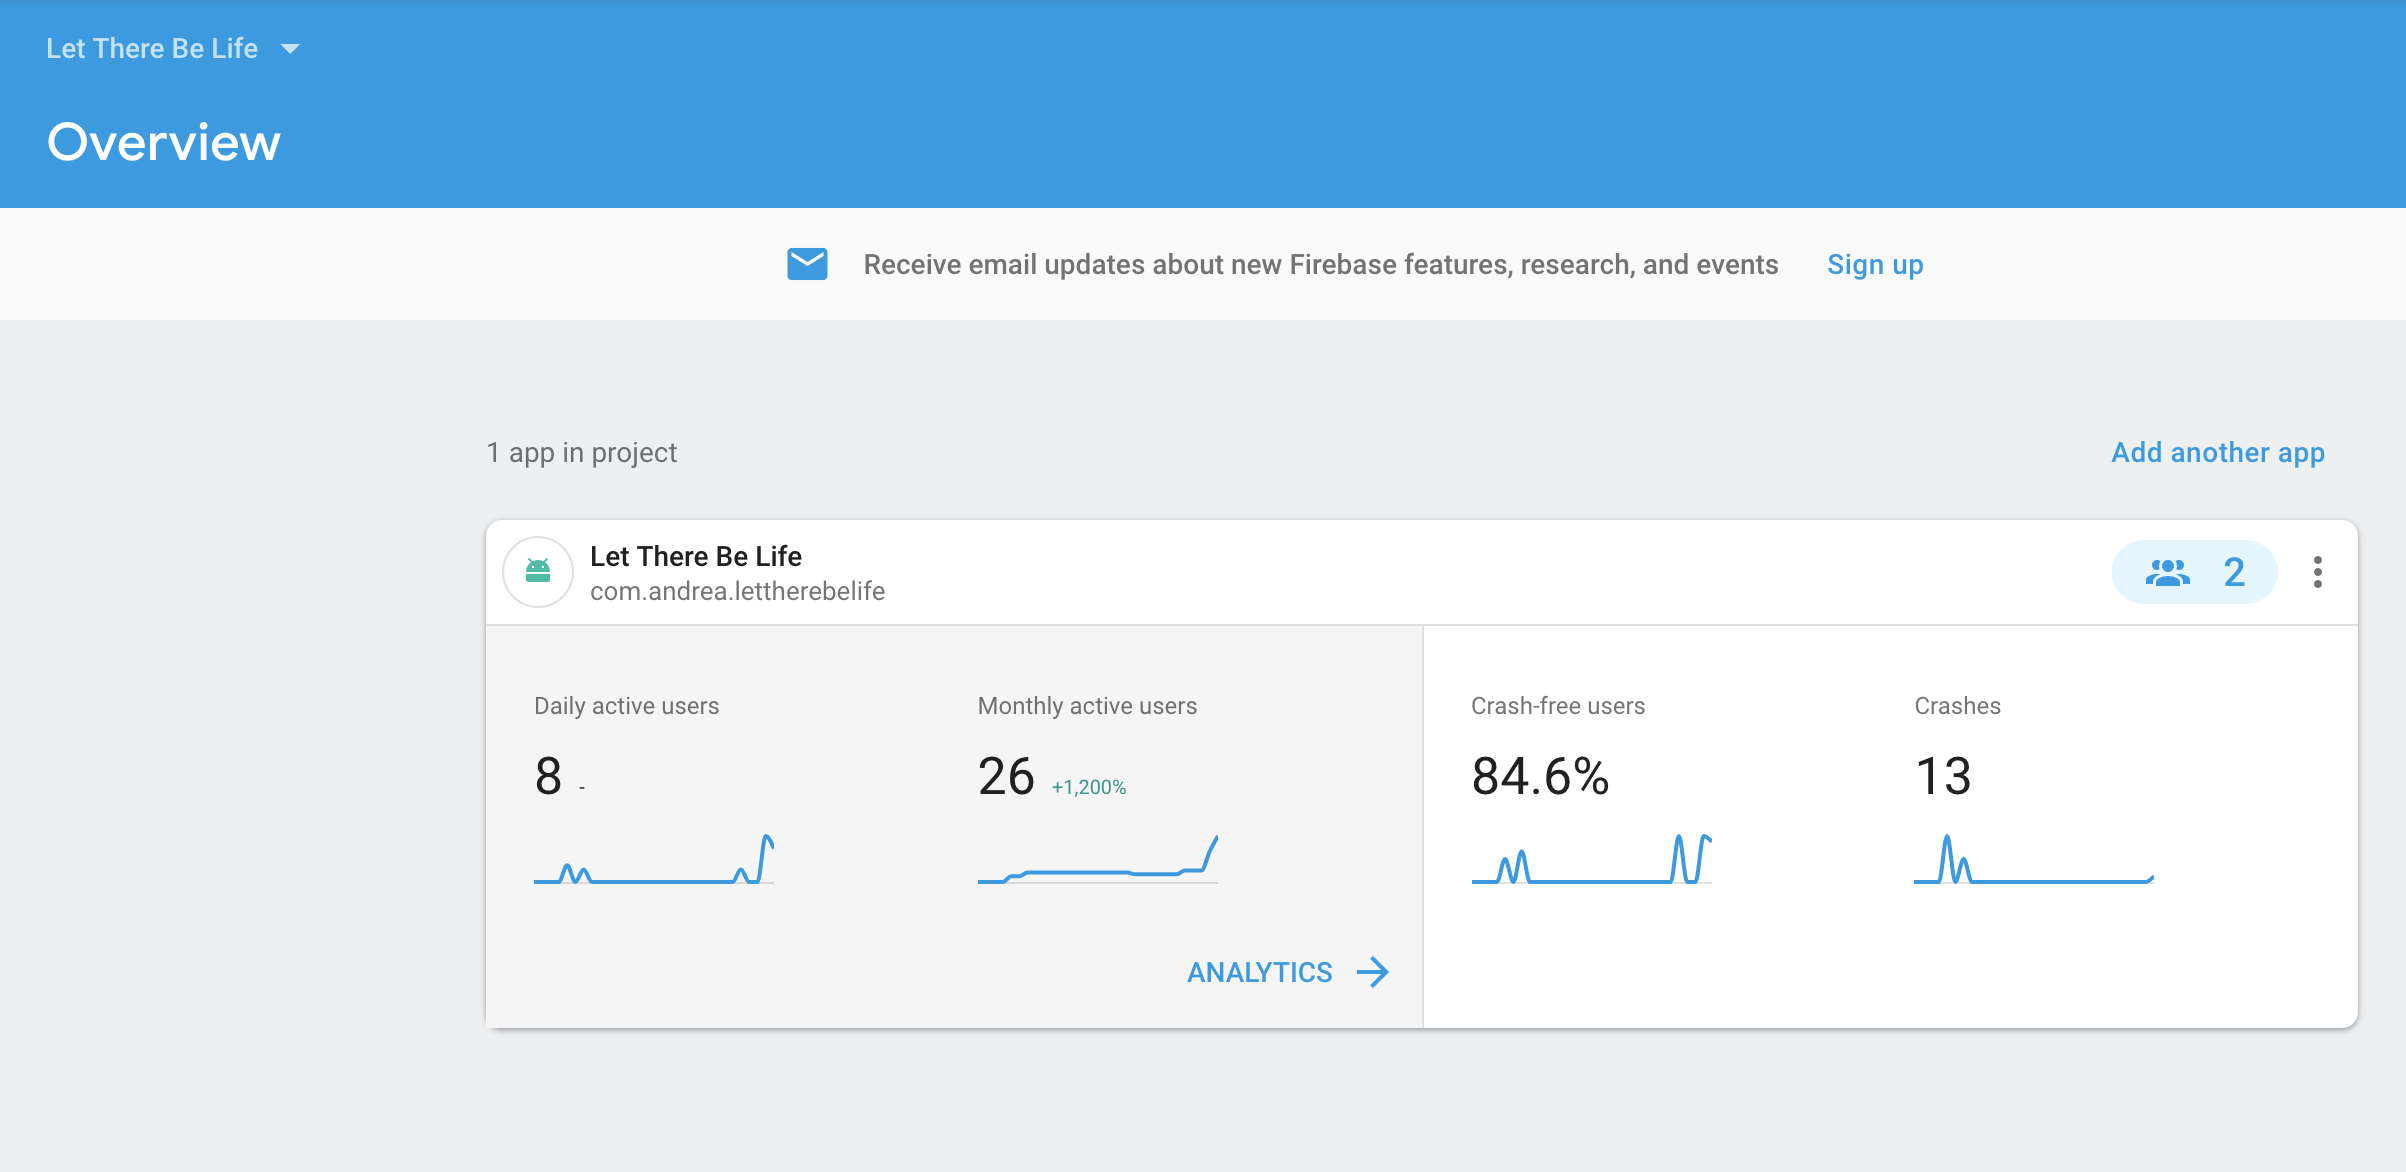 Let There Be Life
Overview
Receive email updates about new Firebase features, research, and events Sign up
1 app in project Add another app
Let There Be Life
com.andrea.lettherebelife
2
Daily active users Monthly active users Crash-free users Crashes
8 - 26 +1,200% 84.6% 13
ANALYTICS